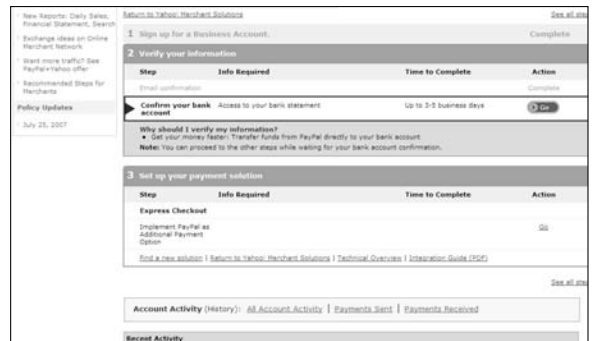 New Reports: Daily Sales,
Financial Statement, Search
Exchange ideas on Online
Merchant Network
Want more traffic? See
PayPal+Yahoo offer
Recommended Steps for
Merchants
Policy Updates
July 25, 2007
Return to Yahoo! Merchant Solutions See all ste
1 Sign up for a Business Account. Complete
2 Verify your information
Step Info Required Time to Complete Action
Email confirmation Complete
Confirm your bank account Access to your bank statement Up to 3-5 business days Go
Why should I verify my information?
• Get your money faster: Transfer funds from PayPal directly to your bank account
Note: You can proceed to the other steps while waiting for your bank account confirmation.
3 Set up your payment solution
Step Info Required Time to Complete Action
Express Checkout
Implement PayPal as Go
Additional Payment
Option
Find a new solution | Return to Yahoo! Merchant Solutions | Technical Overview | Integration Guide (PDF)
See all ste
Account Activity (History): All Account Activity | Payments Sent | Payments Received
Recent Activity